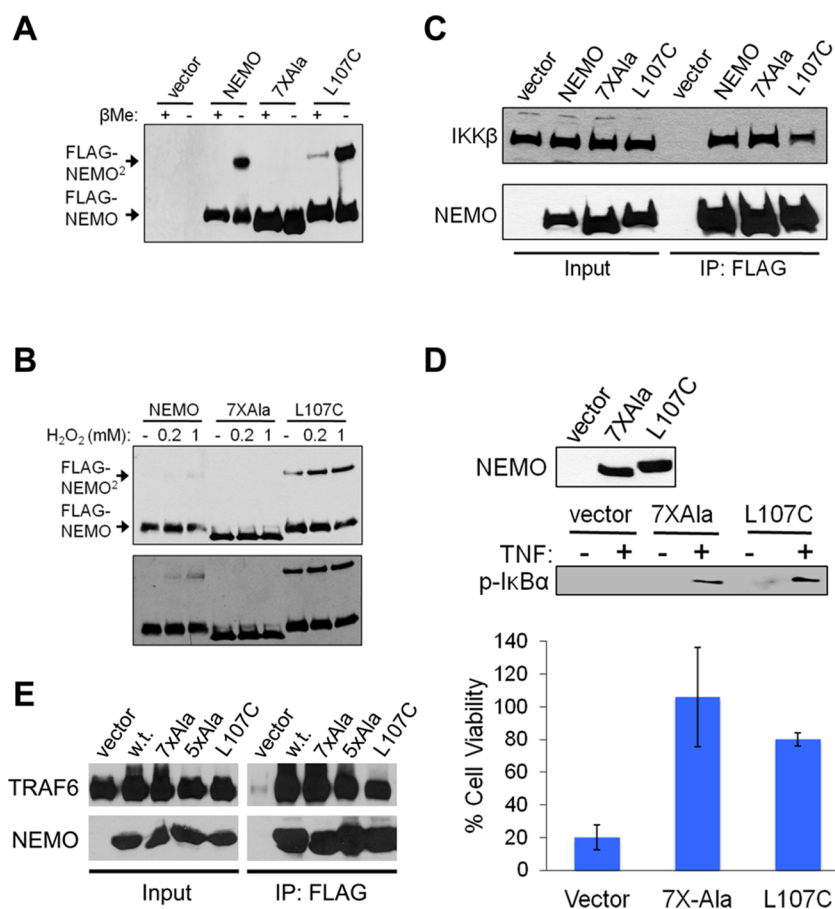 A
vector NEMO 7XAla L107C
βMe: + - + - + - + -
FLAG-
NEMO²
FLAG-
NEMO
B
NEMO 7XAla L107C
H₂O₂ (mM): - 0.2 1 - 0.2 1 - 0.2 1
FLAG-
NEMO²
FLAG-
NEMO
C
vector NEMO 7XAla L107C vector NEMO 7XAla L107C
IKKβ
NEMO
Input IP: FLAG
D
vector 7XAla L107C
NEMO
vector 7XAla L107C
TNF: - + - + - +
p-IκBα
140
120
100
80
60
40
20
0
% Cell Viability
Vector 7X-Ala L107C
E
vector w.t. 7xAla 5xAla L107C vector w.t. 7xAla 5xAla L107C
TRAF6
NEMO
Input IP: FLAG